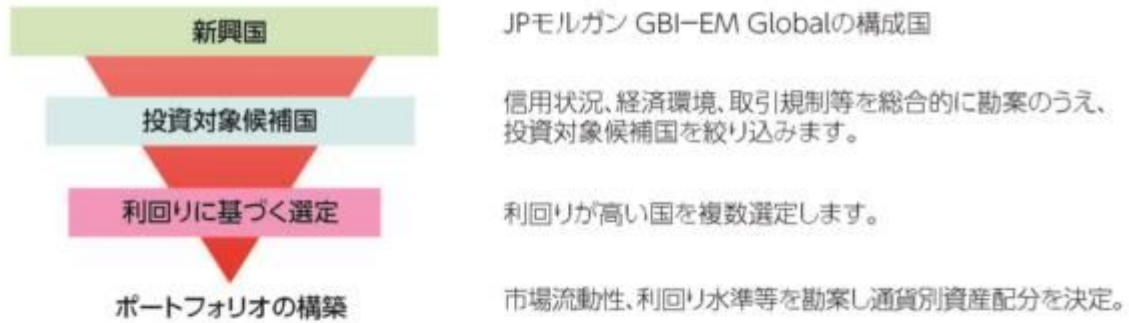 新興国
JPモルガン GBI-EM Globalの構成国
投資対象候補国
信用状況、経済環境、取引規制等を総合的に勘案のうえ、
投資対象候補国を絞り込みます。
利回りに基づく選定
利回りが高い国を複数選定します。
ポートフォリオの構築
市場流動性、利回り水準等を勘案し通貨別資産配分を決定。